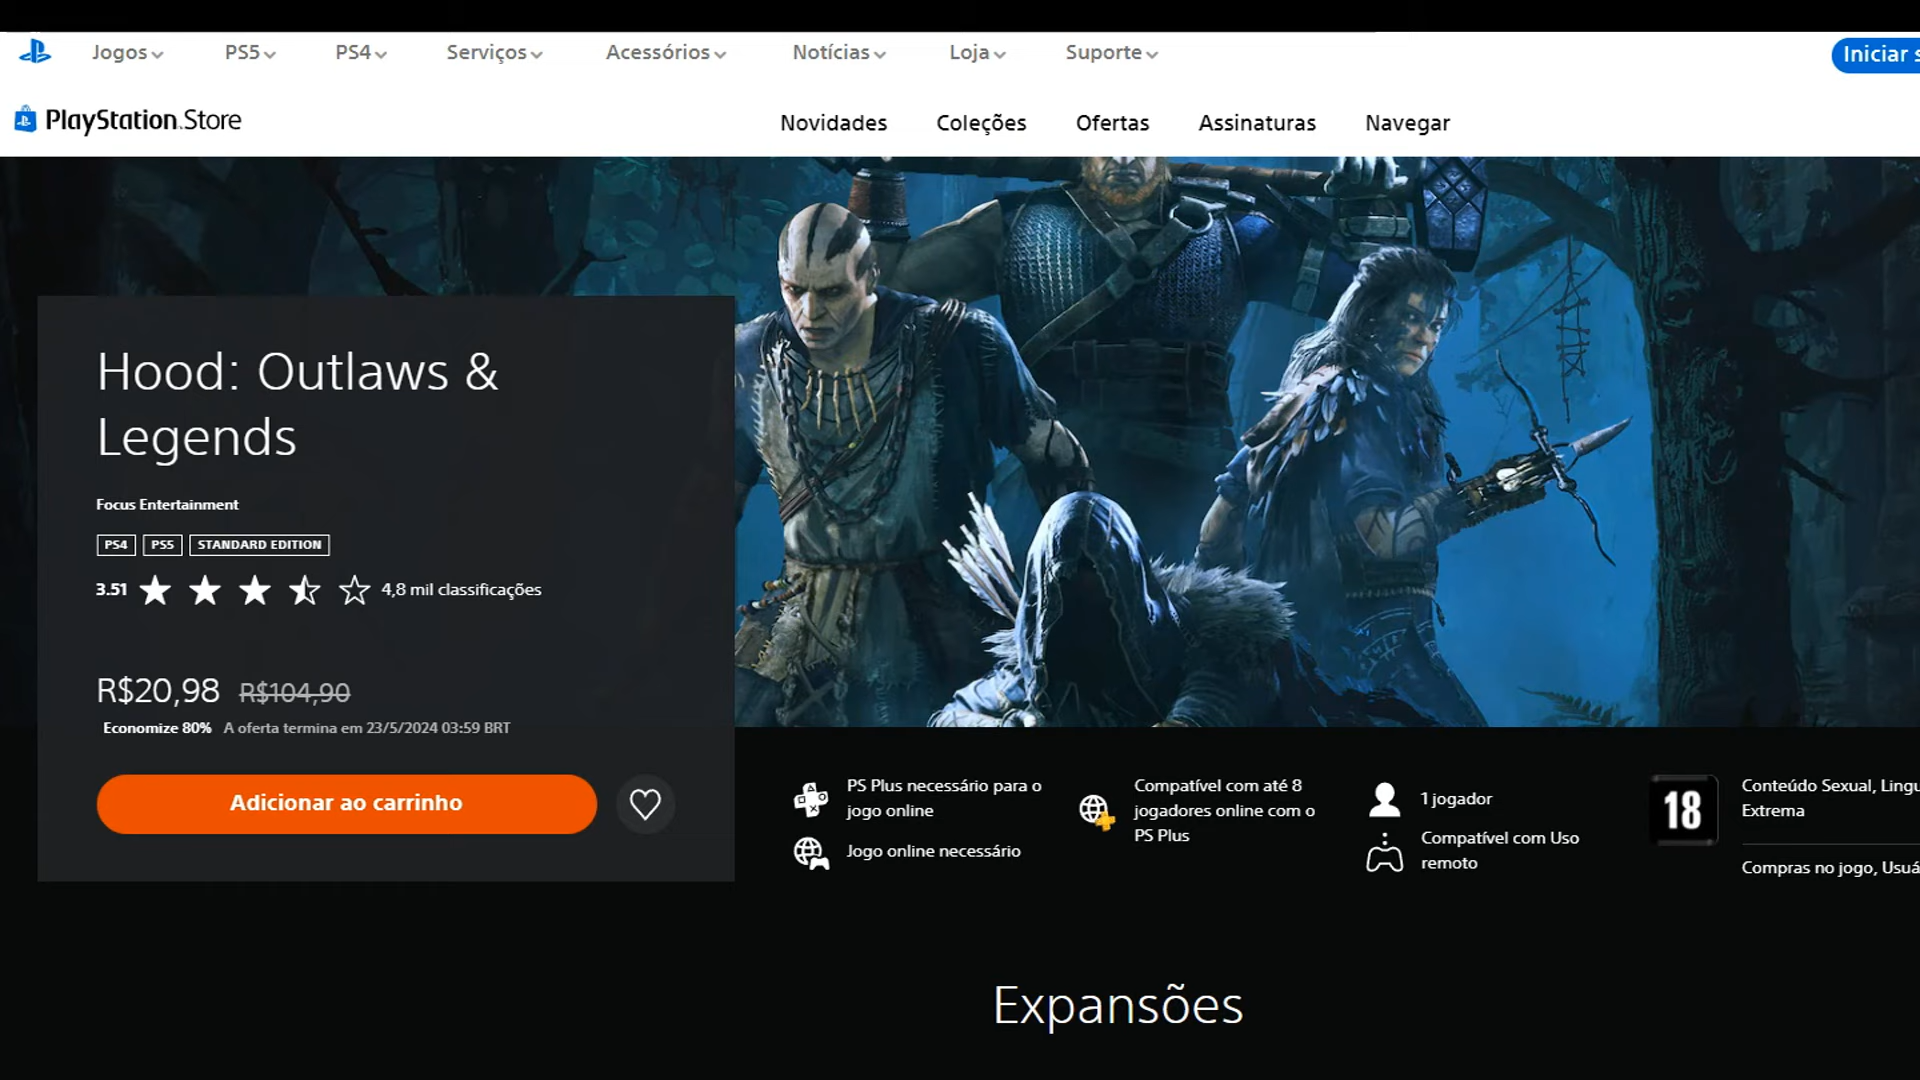 Jogos PS5 PS4 Serviços Acessórios Notícias Loja Suporte Iniciar
PlayStation Store Novidades Coleções Ofertas Assinaturas Navegar
Hood: Outlaws &
Legends
Focus Entertainment
PS4 PS5 STANDARD EDITION
3.51 4,8 mil classificações
R$20,98 R$104,90
Economize 80% A oferta termina em 23/5/2024 03:59 BRT
Adicionar ao carrinho
PS Plus necessário para o
jogo online
Jogo online necessário
Compatível com até 8
jogadores online com o
PS Plus
1 jogador
Compatível com Uso
remoto
18
Conteúdo Sexual,
Extrema
Compras no jogo,
Expansões